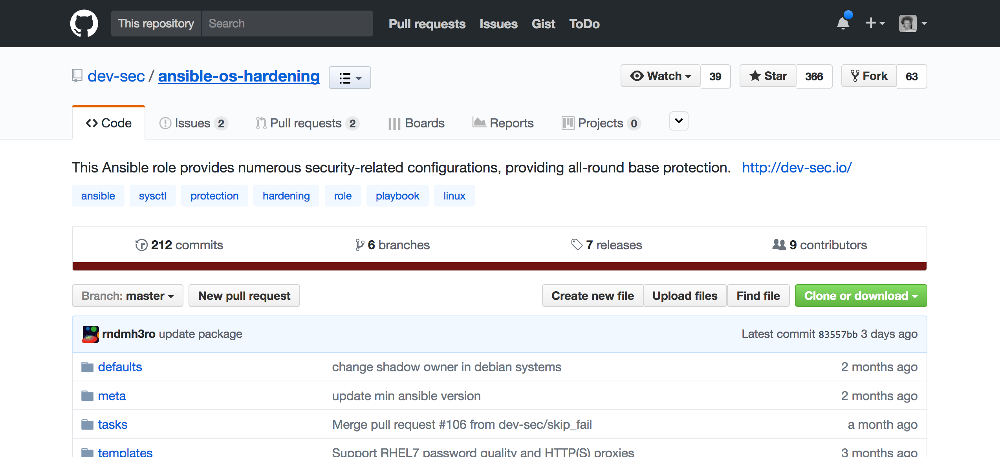 This repository Search Pull requests Issues Gist ToDo
dev-sec / ansible-os-hardening Watch 39 Star 366 Fork 63
Code Issues 2 Pull requests 2 Boards Reports Projects 0
This Ansible role provides numerous security-related configurations, providing all-round base protection. http://dev-sec.io/
ansible sysctl protection hardening role playbook linux
212 commits 6 branches 7 releases 9 contributors
Branch: master New pull request Create new file Upload files Find file Clone or download
rndmh3ro update package Latest commit 83557bb 3 days ago
defaults change shadow owner in debian systems 2 months ago
meta update min ansible version 2 months ago
tasks Merge pull request #106 from dev-sec/skip_fail a month ago
templates Support RHEL7 password quality and HTTP(S) proxies 3 months ago